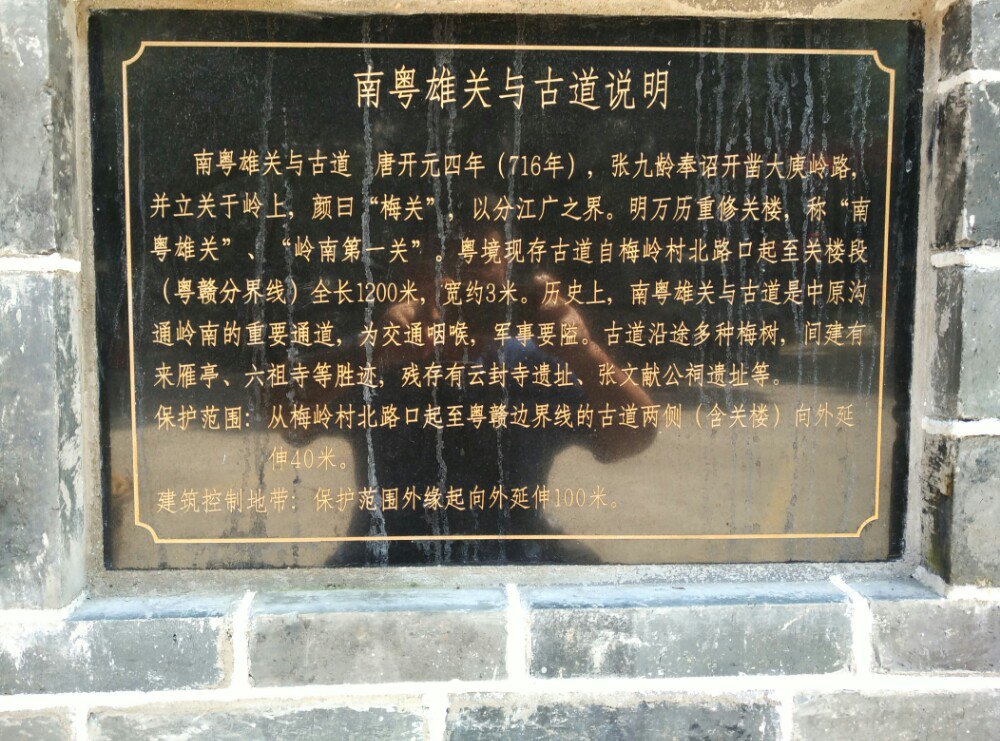 南粤雄关与古道说明
南粤雄关与古道 唐开元四年（716年），张九龄奉诏开凿大庾岭路，
并立关于岭上，颜曰“梅关”，以分江广之界。明万历重修关楼，称“南
粤雄关”、“岭南第一关”。粤境现存古道自梅岭村北路口起至关楼段
（粤赣分界线）全长1200米，宽约3米。历史上，南粤雄关与古道是中原沟
通岭南的重要通道，为交通咽喉，军事要隘。古道沿途多种梅树，间建有
来雁亭、六祖寺等胜迹，残存有云封寺遗址、张文献公祠遗址等。
保护范围：从梅岭村北路口起至粤赣边界线的古道两侧（含关楼）向外延
伸40米。
建筑控制地带：保护范围外缘起向外延伸100米。